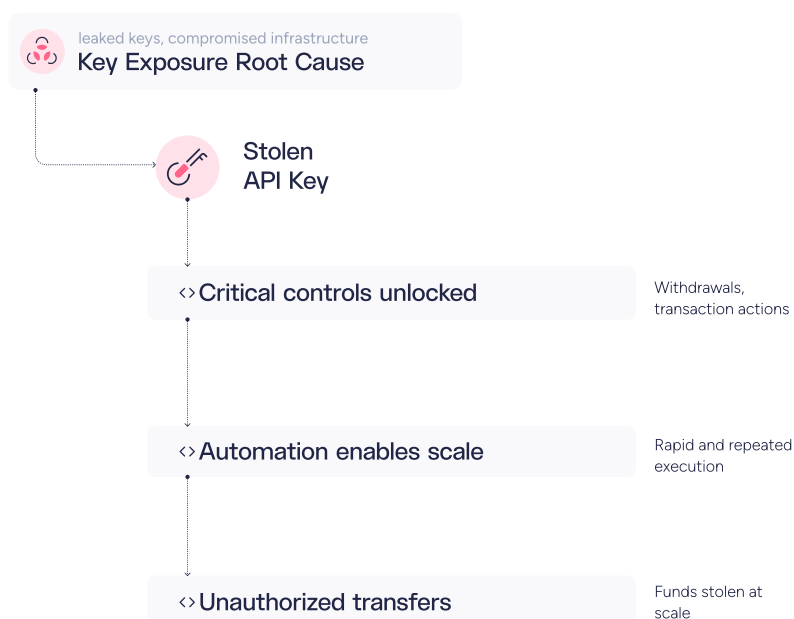 leaked keys, compromised infrastructure
Key Exposure Root Cause
Stolen
API Key
Critical controls unlocked
Withdrawals,
transaction actions
Automation enables scale
Rapid and repeated
execution
Unauthorized transfers
Funds stolen at
scale